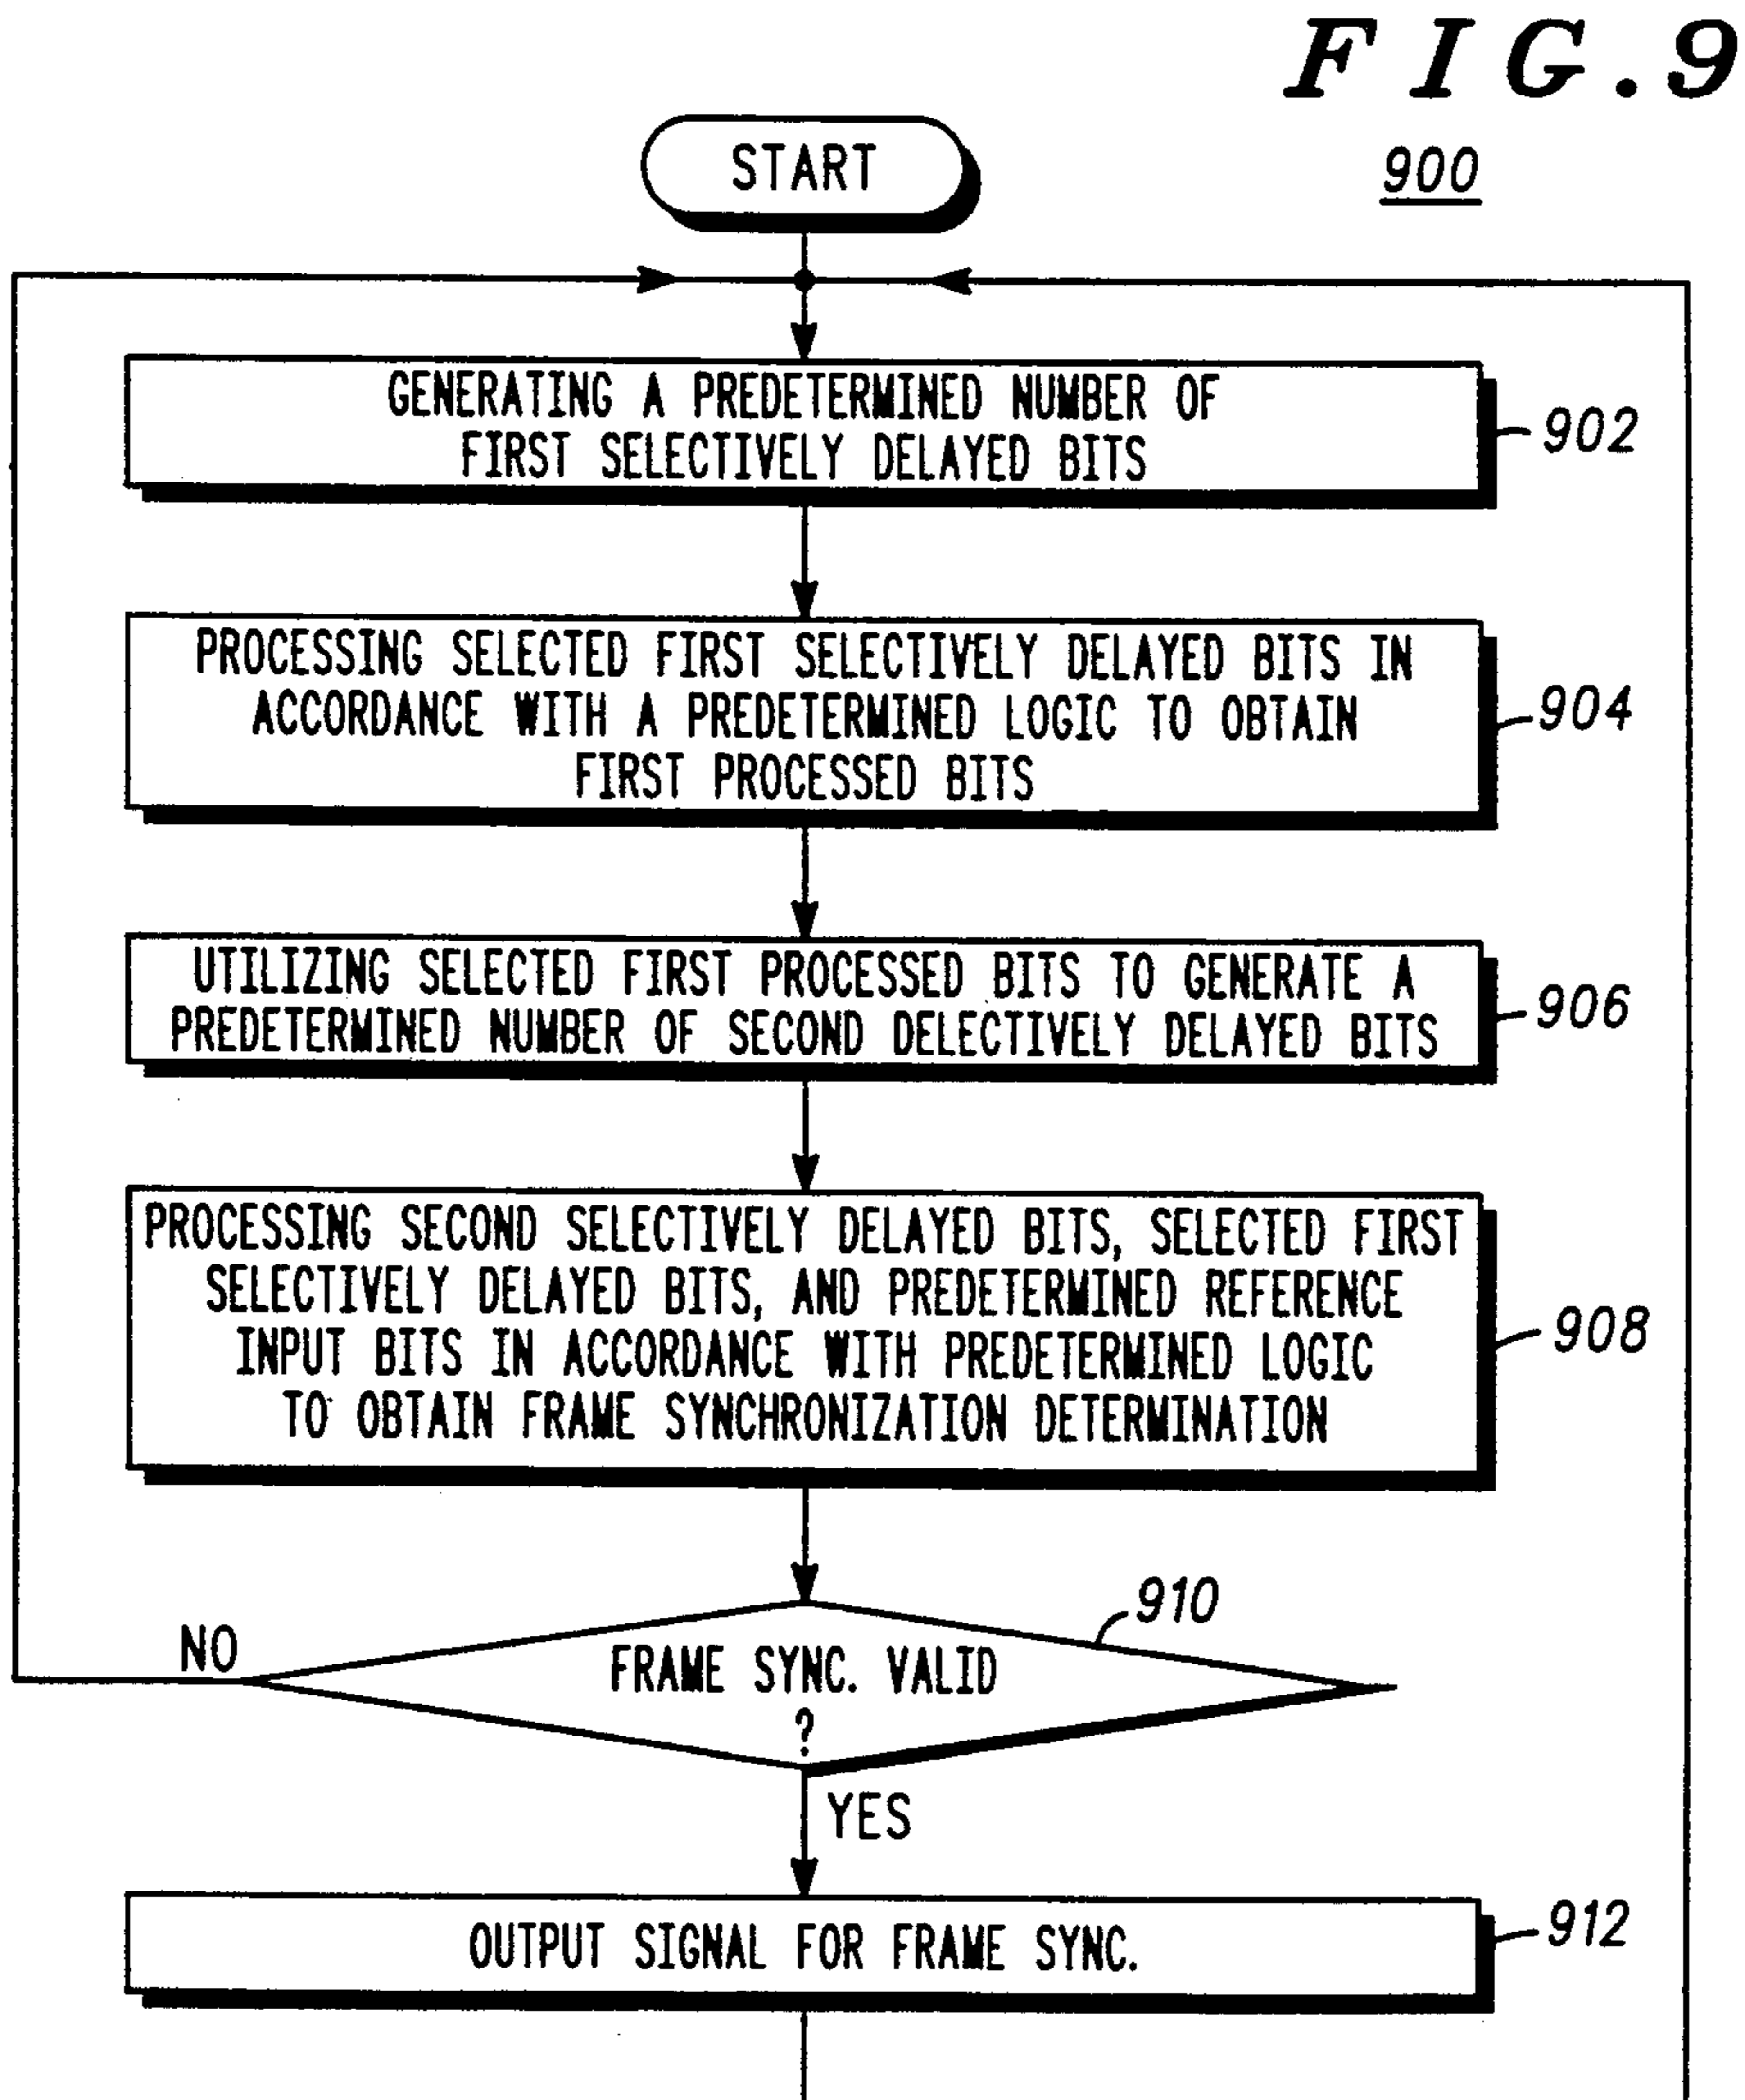 FIG.9
900
START
GENERATING A PREDETERMINED NUMBER OF
FIRST SELECTIVELY DELAYED BITS
902
PROCESSING SELECTED FIRST SELECTIVELY DELAYED BITS IN
ACCORDANCE WITH A PREDETERMINED LOGIC TO OBTAIN
FIRST PROCESSED BITS
904
UTILIZING SELECTED FIRST PROCESSED BITS TO GENERATE A
PREDETERMINED NUMBER OF SECOND DELECTIVELY DELAYED BITS
906
PROCESSING SECOND SELECTIVELY DELAYED BITS, SELECTED FIRST
SELECTIVELY DELAYED BITS, AND PREDETERMINED REFERENCE
INPUT BITS IN ACCORDANCE WITH PREDETERMINED LOGIC
TO OBTAIN FRAME SYNCHRONIZATION DETERMINATION
908
910
NO
FRAME SYNC. VALID
?
YES
OUTPUT SIGNAL FOR FRAME SYNC.
912